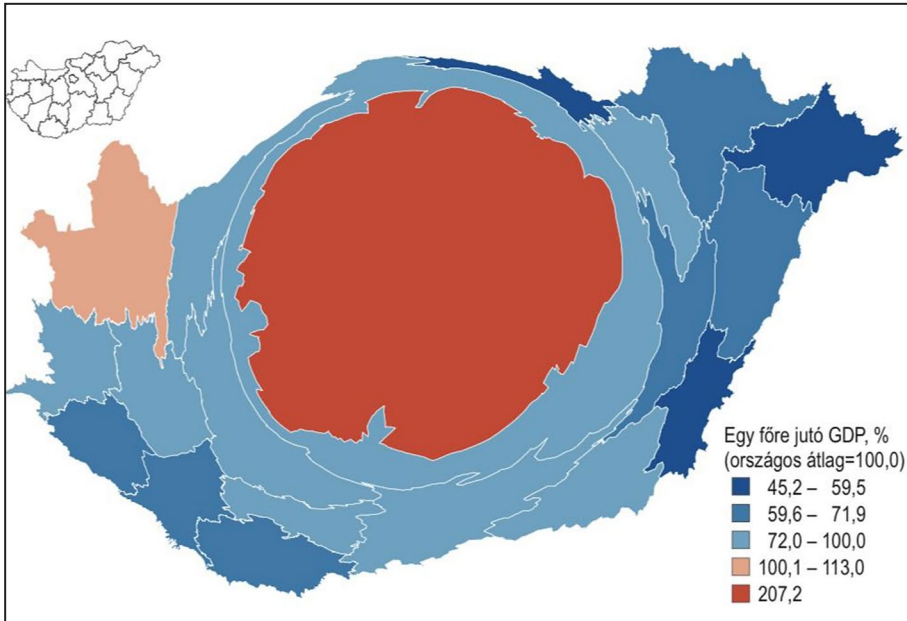 Egy főre jutó GDP, %
(országos átlag=100,0)
45,2 – 59,5
59,6 – 71,9
72,0 – 100,0
100,1 – 113,0
207,2